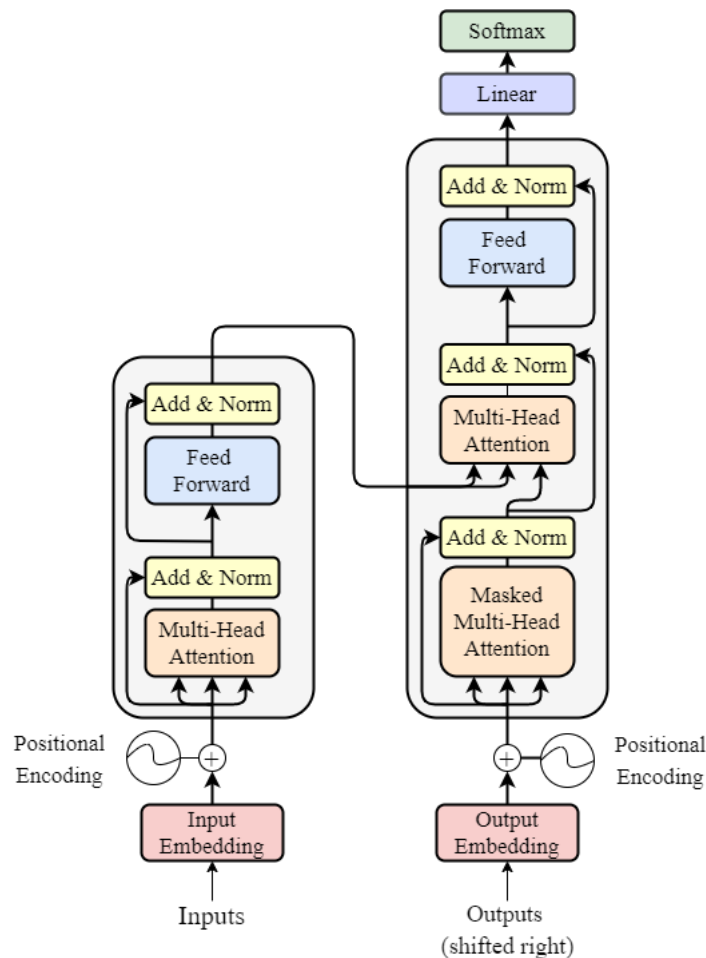 Softmax
Linear
Add & Norm
Feed
Forward
Add & Norm
Multi-Head
Attention
Add & Norm
Masked
Multi-Head
Attention
Add & Norm
Feed
Forward
Add & Norm
Multi-Head
Attention
Positional
Encoding
Positional
Encoding
Input
Embedding
Output
Embedding
Inputs
Outputs
(shifted right)